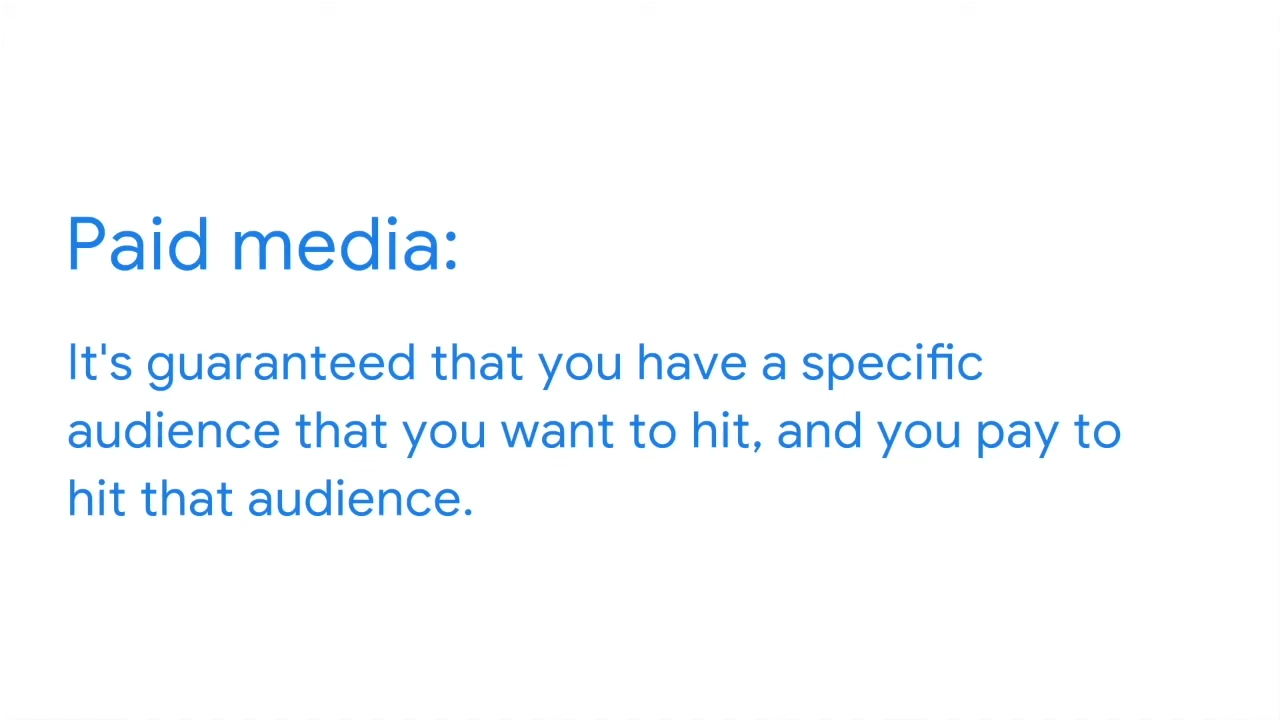 Paid media:
It's guaranteed that you have a specific
audience that you want to hit, and you pay to
hit that audience.